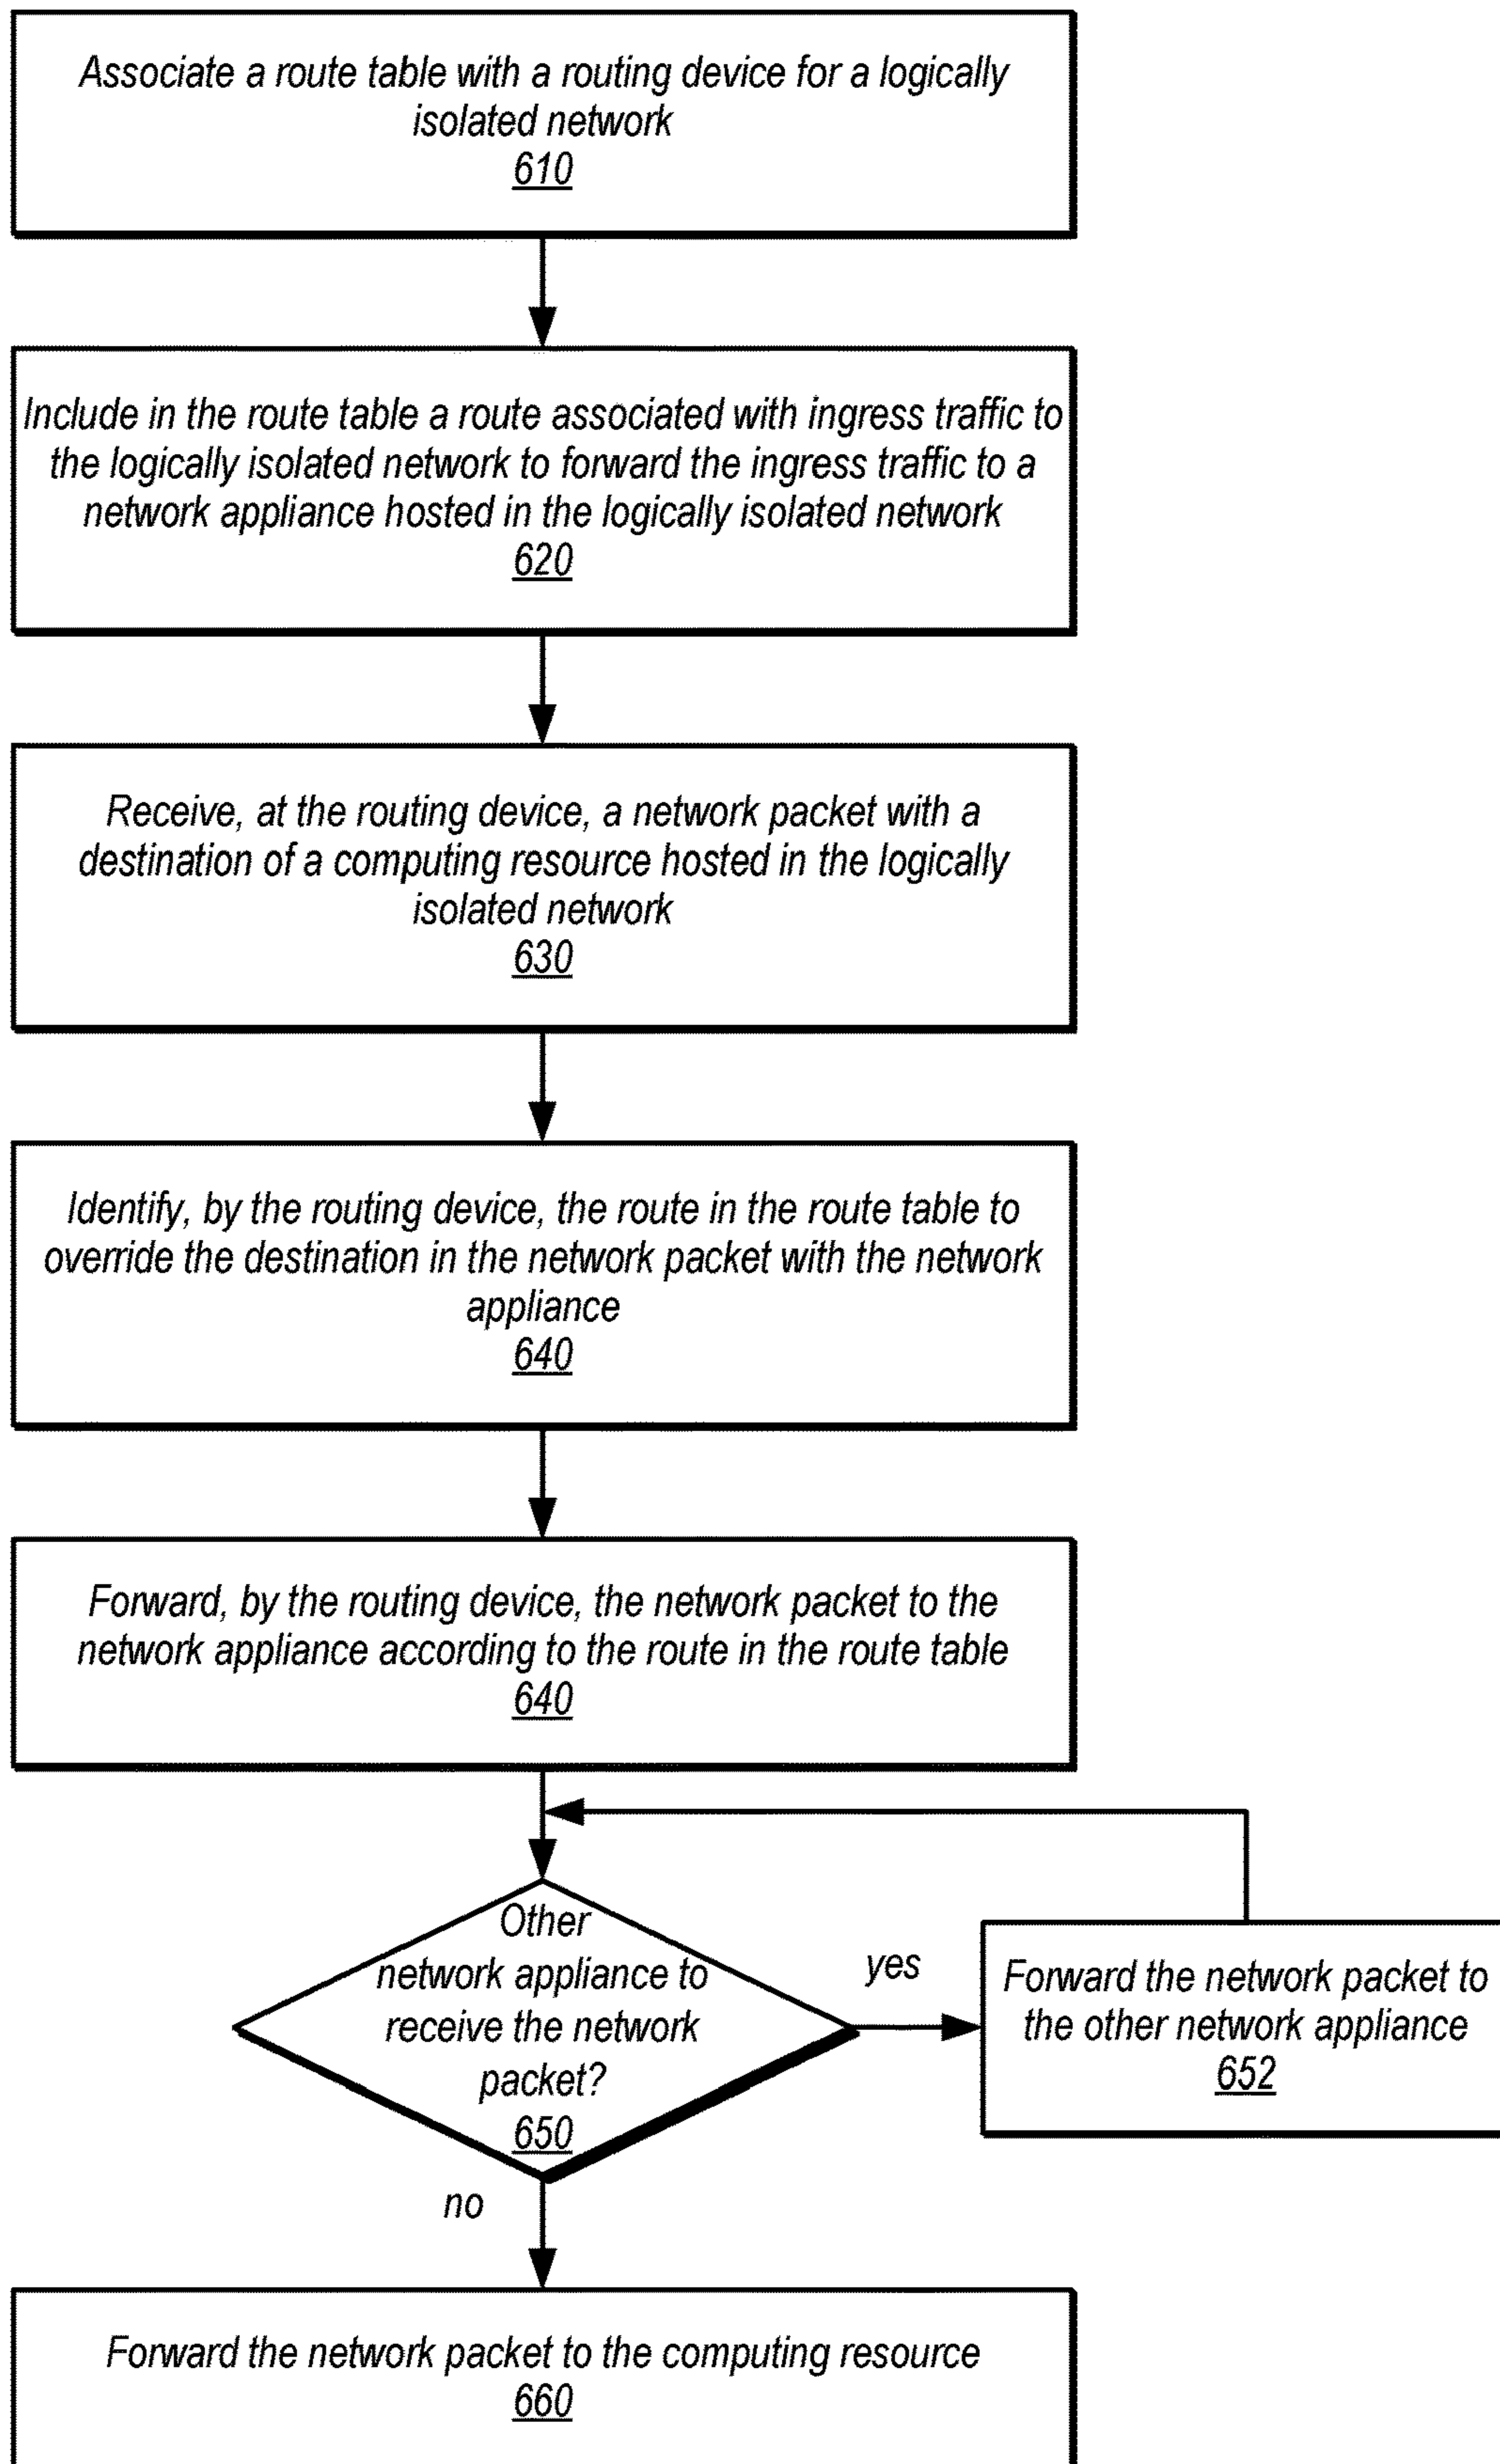 Associate a route table with a routing device for a logically
isolated network
610
Include in the route table a route associated with ingress traffic to
the logically isolated network to forward the ingress traffic to a
network appliance hosted in the logically isolated network
620
Receive, at the routing device, a network packet with a
destination of a computing resource hosted in the logically
isolated network
630
Identify, by the routing device, the route in the route table to
override the destination in the network packet with the network
appliance
640
Forward, by the routing device, the network packet to the
network appliance according to the route in the route table
640
Other
network appliance to
receive the network
packet?
650
yes
Forward the network packet to
the other network appliance
652
no
Forward the network packet to the computing resource
660